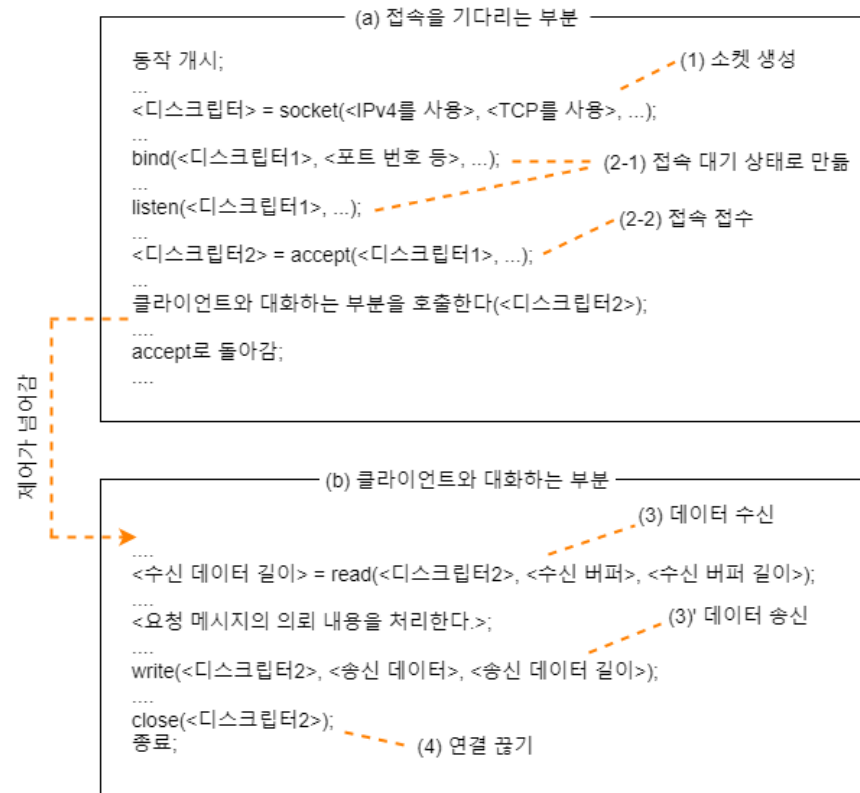 (a) 접속을 기다리는 부분
동작 개시;
(1) 소켓 생성
...
<디스크립터> = socket(<IPv4를 사용>, <TCP를 사용>, ...);
...
bind(<디스크립터1>, <포트 번호 등>, ...);
(2-1) 접속 대기 상태로 만듦
...
listen(<디스크립터1>, ...);
(2-2) 접속 접수
...
<디스크립터2> = accept(<디스크립터1>, ...);
...
클라이언트와 대화하는 부분을 호출한다(<디스크립터2>);
....
accept로 돌아감;
....
제어가 넘어감
(b) 클라이언트와 대화하는 부분
(3) 데이터 수신
....
<수신 데이터 길이> = read(<디스크립터2>, <수신 버퍼>, <수신 버퍼 길이>);
....
<요청 메시지의 의뢰 내용을 처리한다.>;
(3)' 데이터 송신
....
write(<디스크립터2>, <송신 데이터>, <송신 데이터 길이>);
....
close(<디스크립터2>);
종료;
(4) 연결 끊기